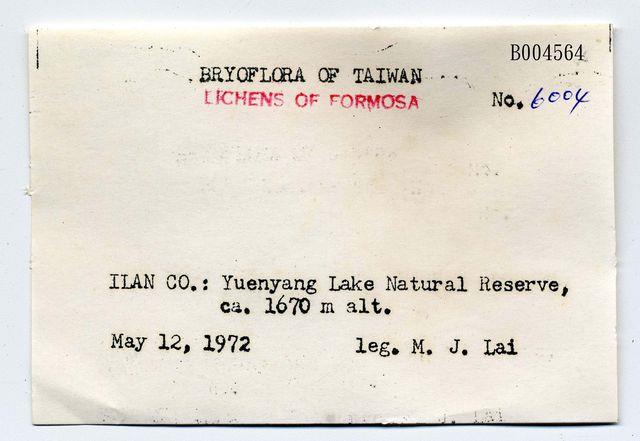 B004564
BRYOFLORA OF TAIWAN
LICHENS OF FORMOSA
No. 6004
ILAN CO.: Yuenyang Lake Natural Reserve,
ca. 1670 m alt.
May 12, 1972 leg. M. J. Lai